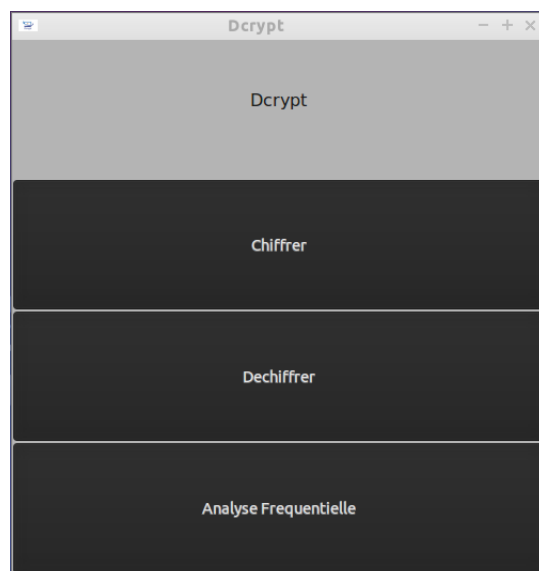 Dcrypt
Dcrypt
Chiffrer
Dechiffrer
Analyse Frequentielle